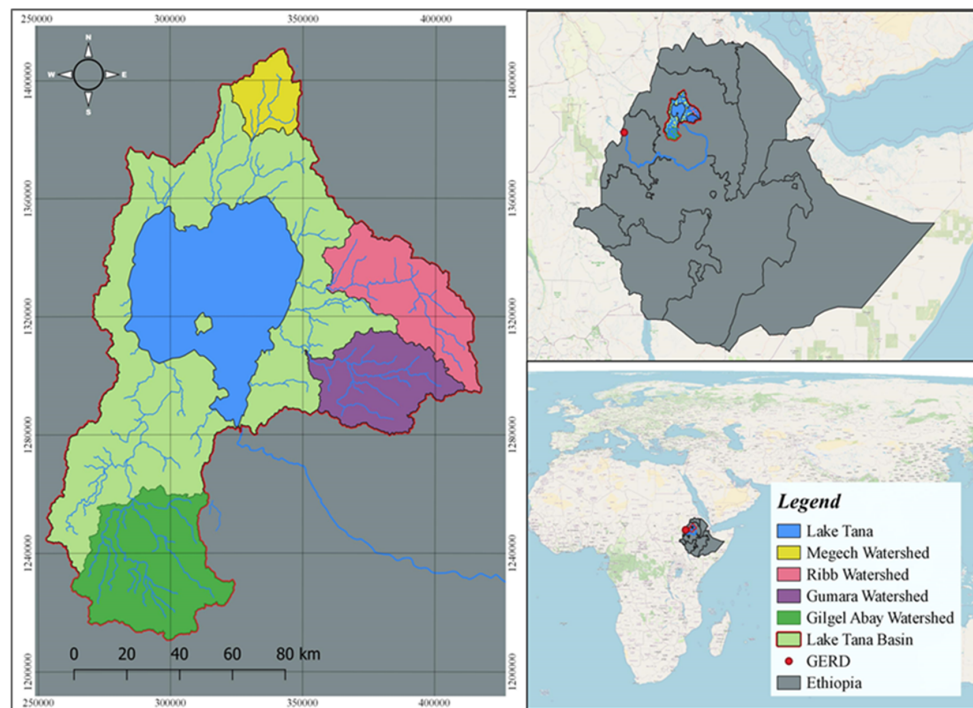 250000 300000 350000 400000
N
W E
S
1400000 1400000
1360000
1320000 1320000
1280000 1280000
1240000 1240000
1200000 1200000
0 20 40 60 80 km
250000 300000 350000 400000
Legend
Lake Tana
Megech Watershed
Ribb Watershed
Gumara Watershed
Gilgel Abay Watershed
Lake Tana Basin
GERD
Ethiopia